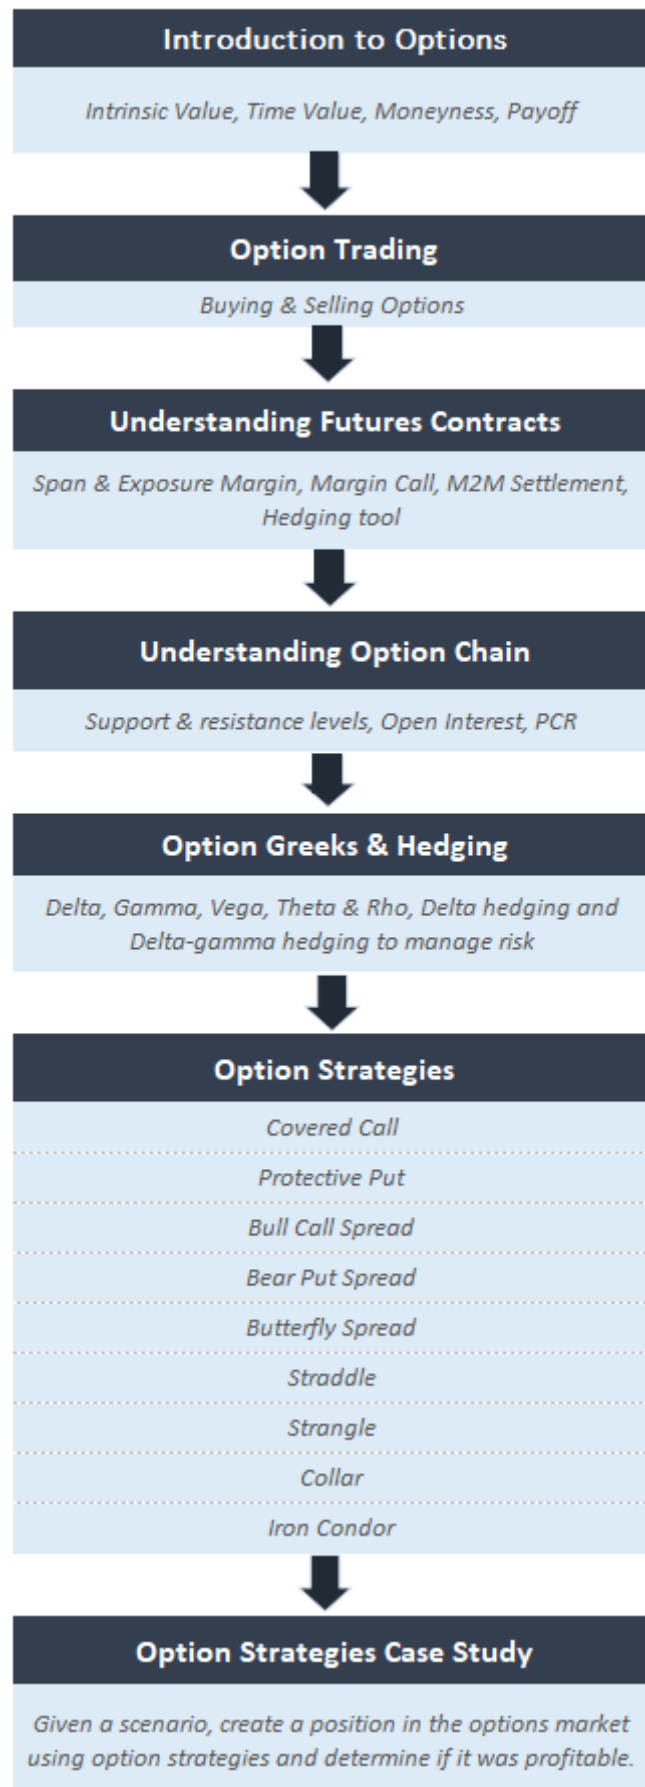 Introduction to Options
Intrinsic Value, Time Value, Moneyness, Payoff
Option Trading
Buying & Selling Options
Understanding Futures Contracts
Span & Exposure Margin, Margin Call, M2M Settlement,
Hedging tool
Understanding Option Chain
Support & resistance levels, Open Interest, PCR
Option Greeks & Hedging
Delta, Gamma, Vega, Theta & Rho, Delta hedging and
Delta-gamma hedging to manage risk
Option Strategies
Covered Call
Protective Put
Bull Call Spread
Bear Put Spread
Butterfly Spread
Straddle
Strangle
Collar
Iron Condor
Option Strategies Case Study
Given a scenario, create a position in the options market
using option strategies and determine if it was profitable.